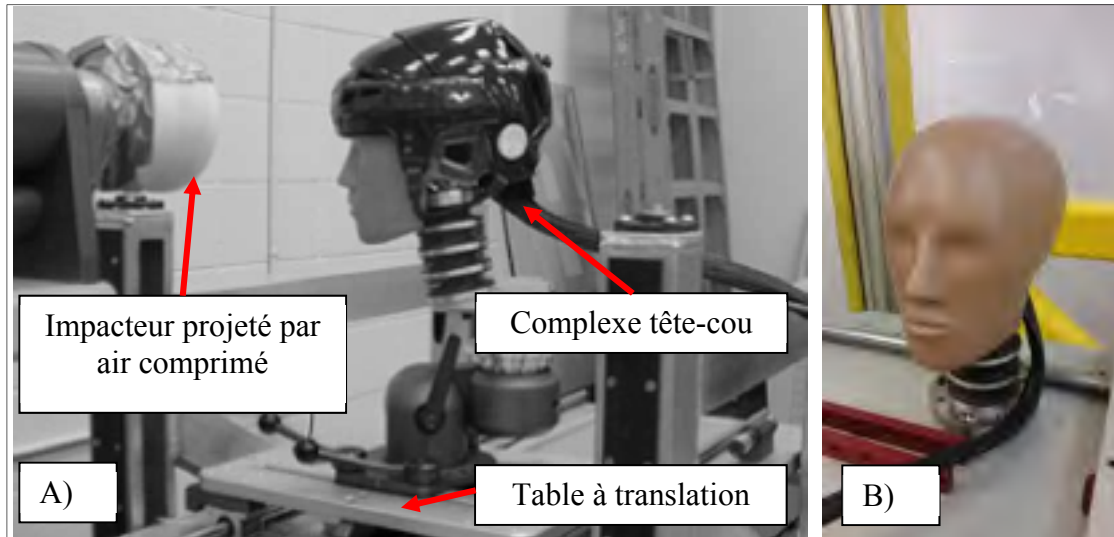 Impacteur projeté par
air comprimé
Complexe tête-cou
Table à translation
A)
B)